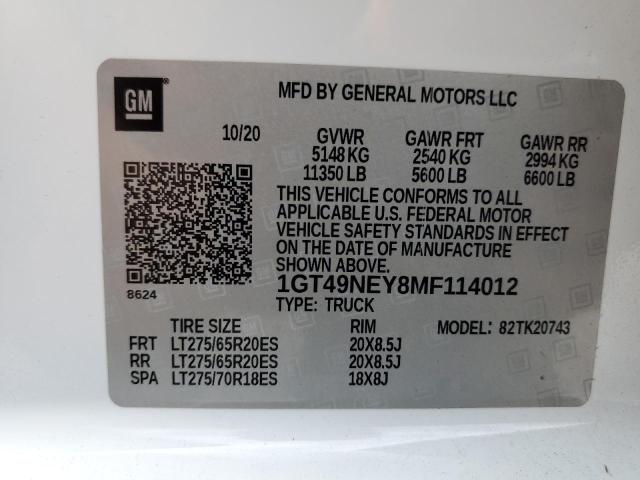 GM
MFD BY GENERAL MOTORS LLC
10/20 GVWR GAWR FRT GAWR RR
5148 KG 2540 KG 2994 KG
11350 LB 5600 LB 6600 LB
THIS VEHICLE CONFORMS TO ALL
APPLICABLE U.S. FEDERAL MOTOR
VEHICLE SAFETY STANDARDS IN EFFECT
ON THE DATE OF MANUFACTURE
SHOWN ABOVE.
8624
1GT49NEY8MF114012
TYPE: TRUCK
TIRE SIZE RIM MODEL: 82TK20743
FRT LT275/65R20ES 20X8.5J
RR LT275/65R20ES 20X8.5J
SPA LT275/70R18ES 18X8J